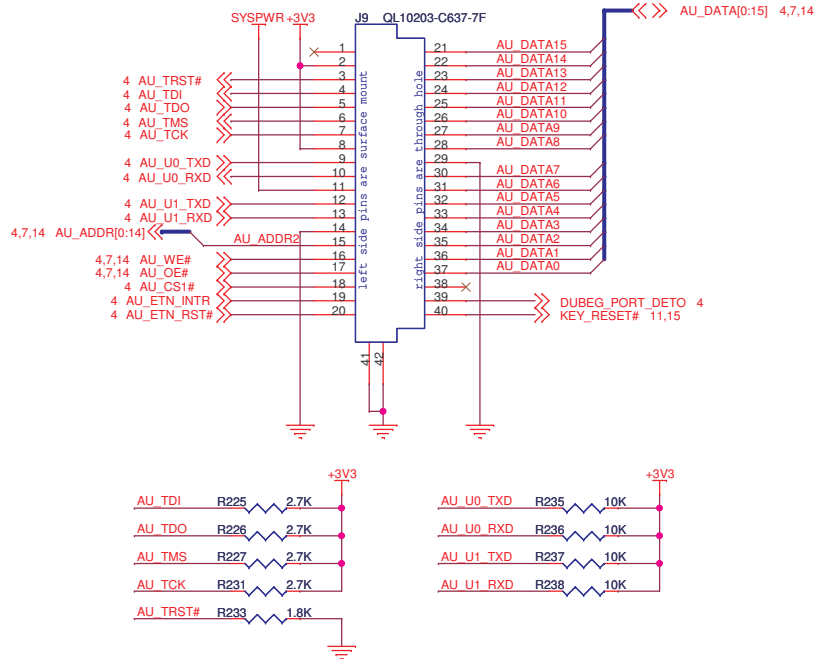 SYSPWR +3V3 J9 QL10203-C637-7F AU_DATA[0:15] 4,7,14
1 21 AU_DATA15
2 22 AU_DATA14
4 AU_TRST# 3 23 AU_DATA13
4 AU_TDI 4 24 AU_DATA12
4 AU_TDO 5 25 AU_DATA11
4 AU_TMS 6 26 AU_DATA10
4 AU_TCK 7 27 AU_DATA9
8 28 AU_DATA8
4 AU_U0_TXD 9 29
4 AU_U0_RXD 10 30 AU_DATA7
11 31 AU_DATA6
4 AU_U1_TXD 12 32 AU_DATA5
4 AU_U1_RXD 13 33 AU_DATA4
4,7,14 AU_ADDR[0:14] 14 34 AU_DATA3
AU_ADDR2 15 35 AU_DATA2
4,7,14 AU_WE# 16 36 AU_DATA1
4,7,14 AU_OE# 17 37 AU_DATA0
4 AU_CS1# 18 38
4 AU_ETN_INTR 19 39 DUBEG_PORT_DETO 4
4 AU_ETN_RST# 20 40 KEY_RESET# 11,15
left side pins are surface mount
right side pins are through hole
41 42
+3V3 +3V3
AU_TDI R225 2.7K AU_U0_TXD R235 10K
AU_TDO R226 2.7K AU_U0_RXD R236 10K
AU_TMS R227 2.7K AU_U1_TXD R237 10K
AU_TCK R231 2.7K AU_U1_RXD R238 10K
AU_TRST# R233 1.8K